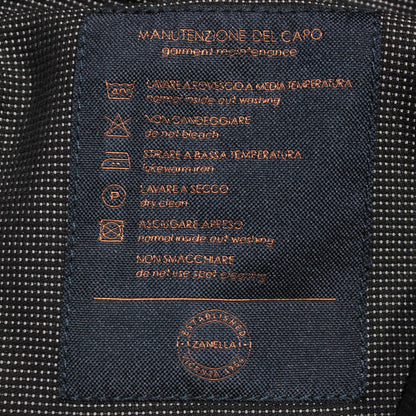 MANUTENZIONE DEL CAPO
garment maintenance
LAVARE A ROVESCIO A MEDIA TEMPERATURA
normal inside out washing
NON CANDEGGIARE
do not bleach
STIRARE A BASSA TEMPERATURA
lukewarm iron
P
LAVARE A SECCO
dry clean
ASCIUGARE APPESO
normal inside out washing
NON SMACCHIARE
do not use spot cleaning
ESTABLISHED
ZANELLA
VICENZA